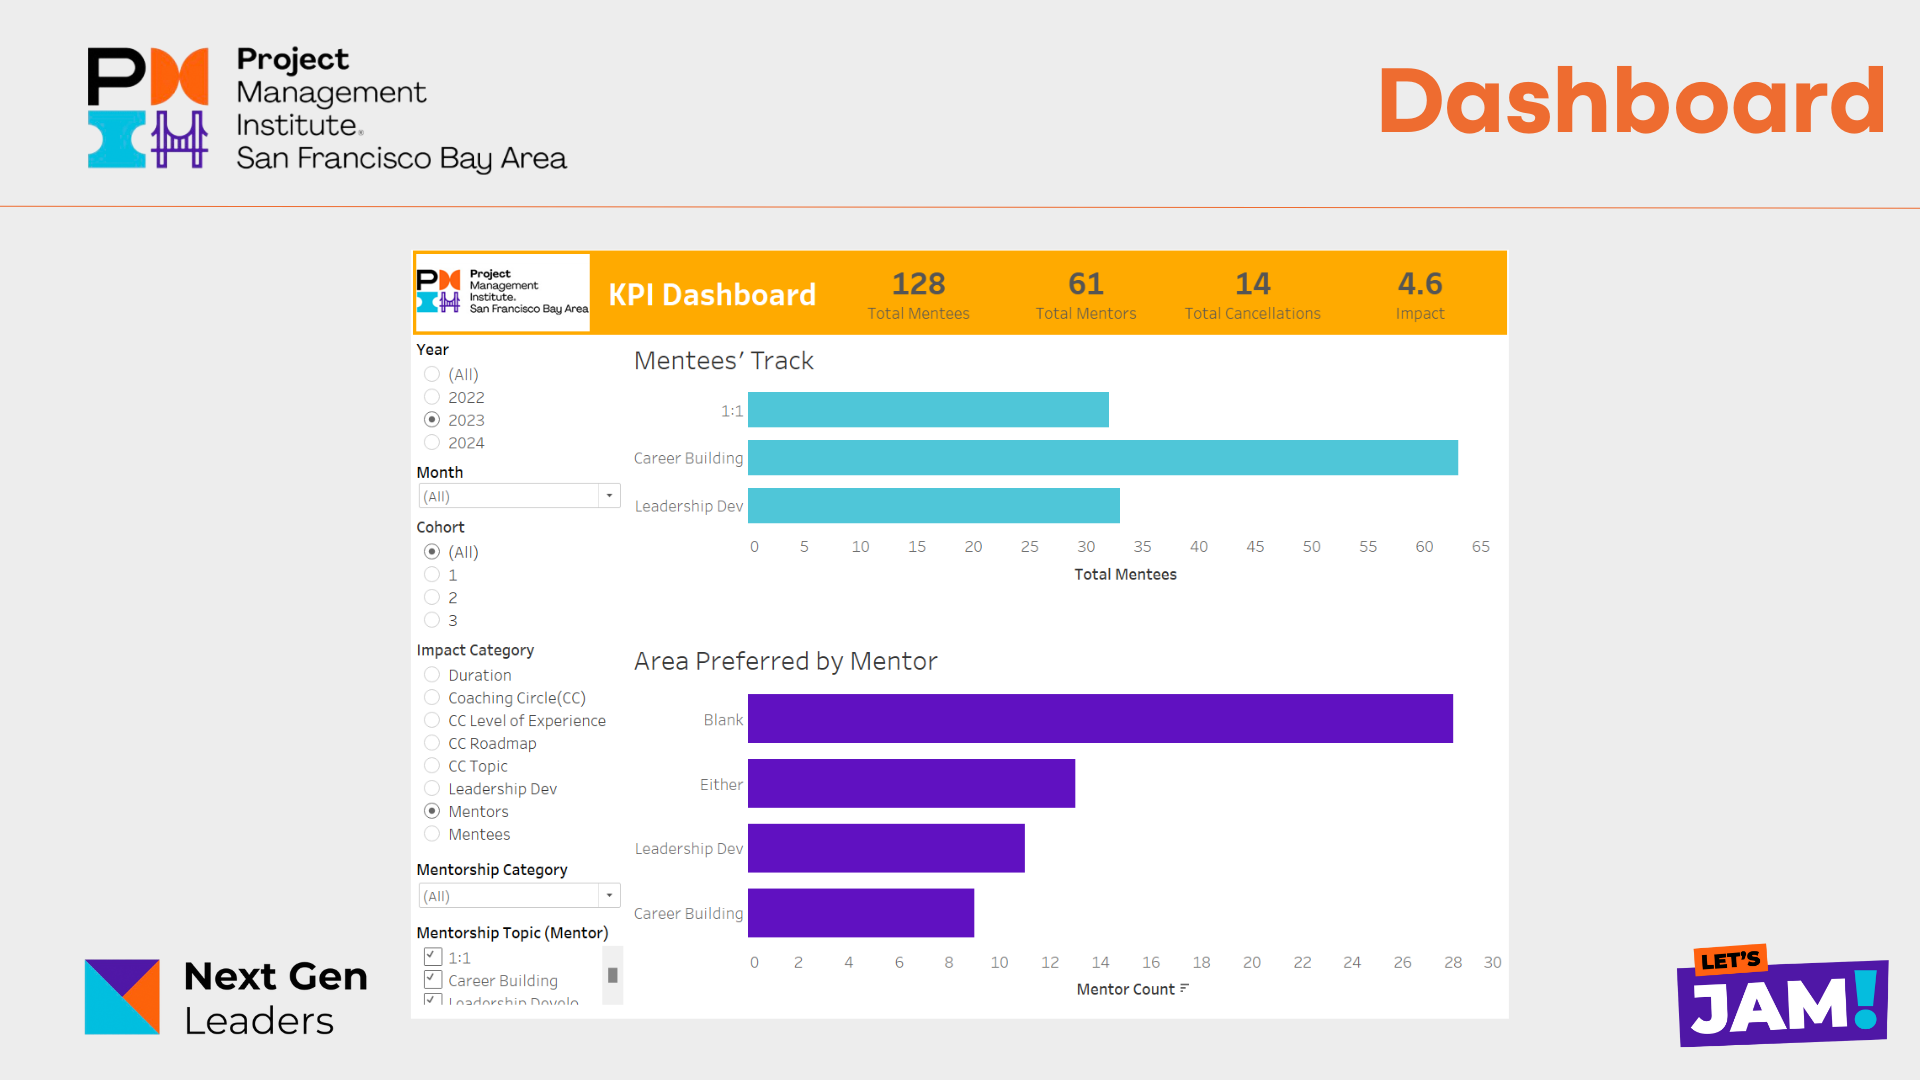 Project
Management
Institute®
San Francisco Bay Area
Dashboard
Project
Management
Institute.
San Francisco Bay Area
KPI Dashboard
128
Total Mentees
61
Total Mentors
14
Total Cancellations
4.6
Impact
Year
(All)
2022
2023
2024
Month
(All)
Cohort
(All)
1
2
3
Impact Category
Duration
Coaching Circle(CC)
CC Level of Experience
CC Roadmap
CC Topic
Leadership Dev
Mentors
Mentees
Mentorship Category
(All)
Mentorship Topic (Mentor)
1:1
Career Building
Leadership Develo
Mentees’ Track
1:1
Career Building
Leadership Dev
0 5 10 15 20 25 30 35 40 45 50 55 60 65
Total Mentees
Area Preferred by Mentor
Blank
Either
Leadership Dev
Career Building
0 2 4 6 8 10 12 14 16 18 20 22 24 26 28 30
Mentor Count
Next Gen
Leaders
LET'S
JAM!